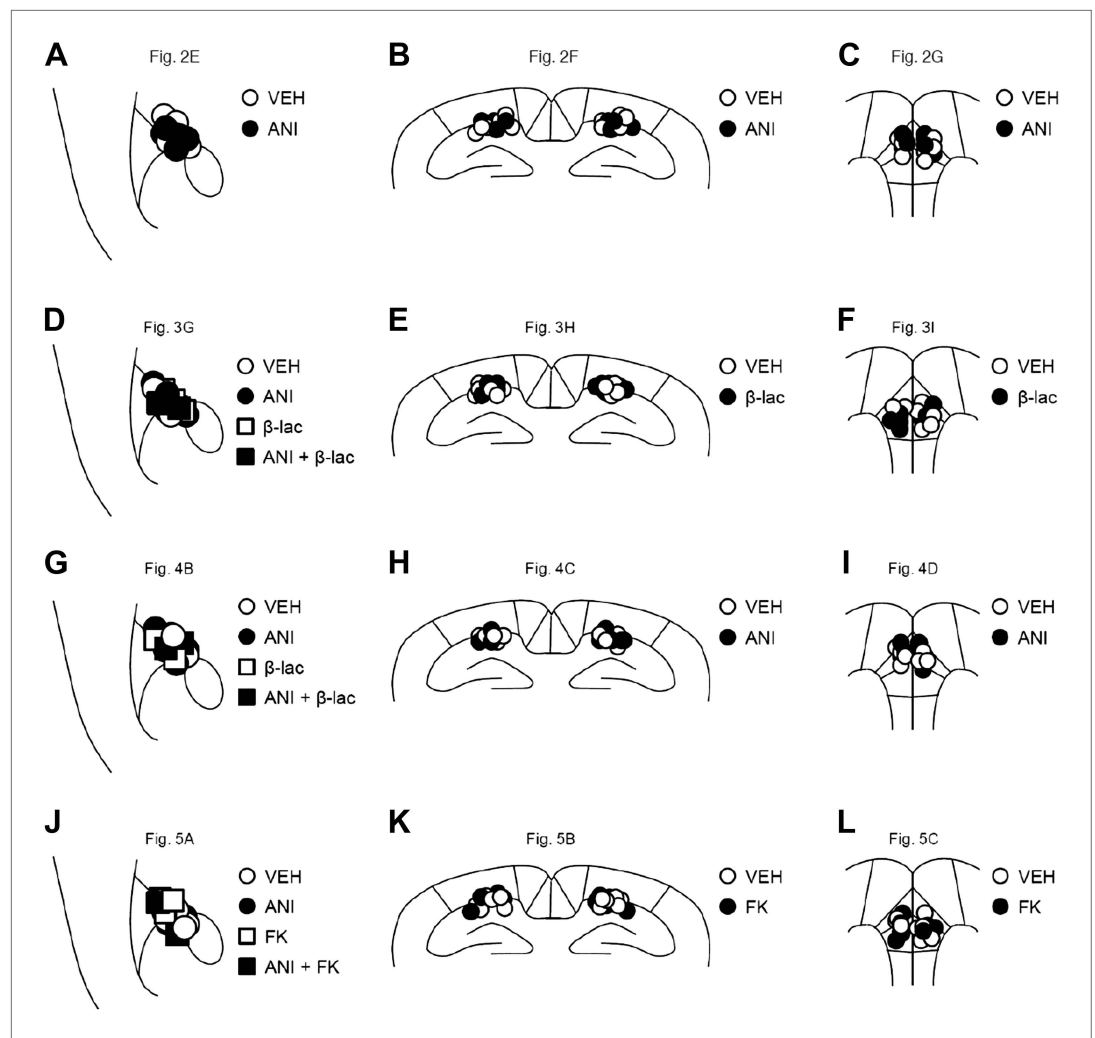 A Fig. 2E
VEH
ANI
B Fig. 2F
VEH
ANI
C Fig. 2G
VEH
ANI
D Fig. 3G
VEH
ANI
β-lac
ANI + β-lac
E Fig. 3H
VEH
β-lac
F Fig. 3I
VEH
β-lac
G Fig. 4B
VEH
ANI
β-lac
ANI + β-lac
H Fig. 4C
VEH
ANI
I Fig. 4D
VEH
ANI
J Fig. 5A
VEH
ANI
FK
ANI + FK
K Fig. 5B
VEH
FK
L Fig. 5C
VEH
FK